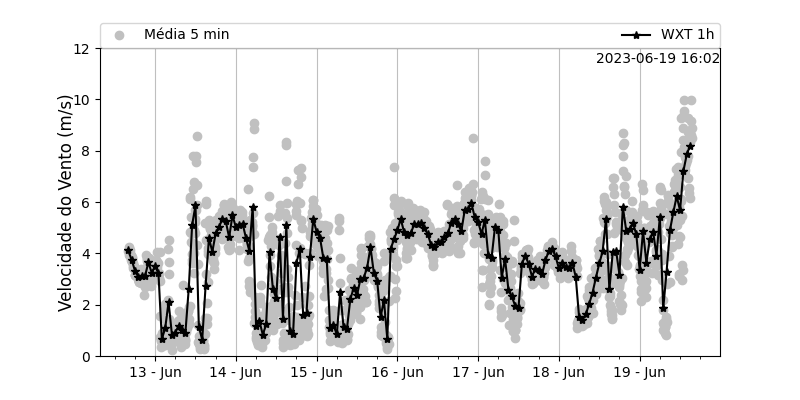 Média 5 min
WXT 1h
2023-06-19 16:02
Velocidade do Vento (m/s)
12
10
8
6
4
2
0
13 - Jun
14 - Jun
15 - Jun
16 - Jun
17 - Jun
18 - Jun
19 - Jun